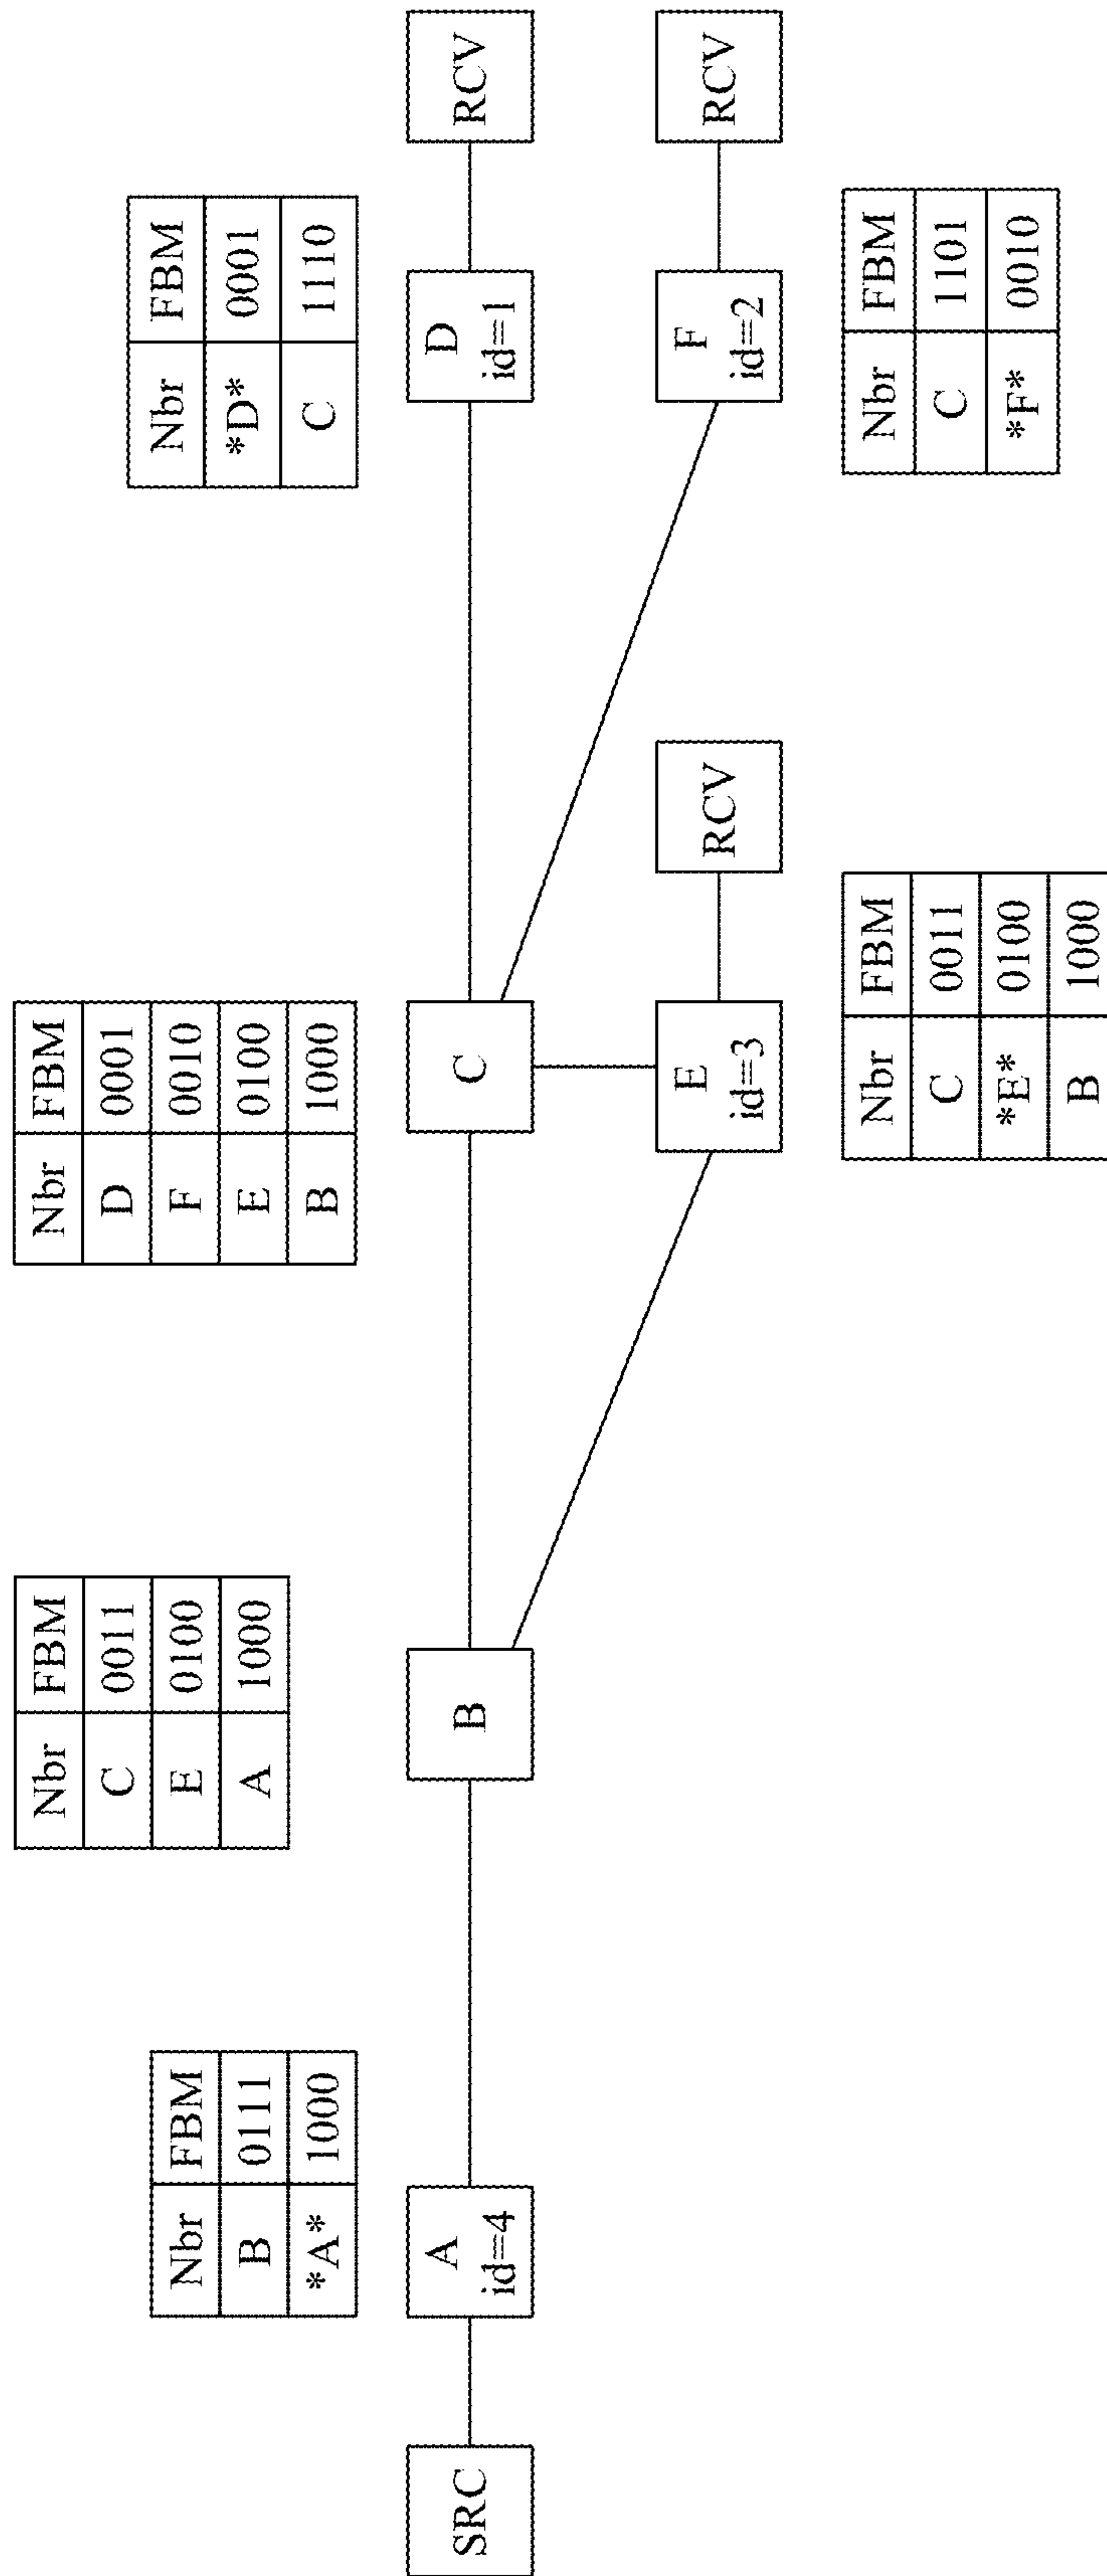 Nbr FBM
B 0111
*A* 1000
Nbr FBM
C 0011
E 0100
A 1000
Nbr FBM
D 0001
F 0010
E 0100
B 1000
Nbr FBM
*D* 0001
C 1110
SRC
A
id=4
B
C
D
id=1
RCV
E
id=3
RCV
F
id=2
RCV
Nbr FBM
C 0011
*E* 0100
B 1000
Nbr FBM
C 1101
*F* 0010